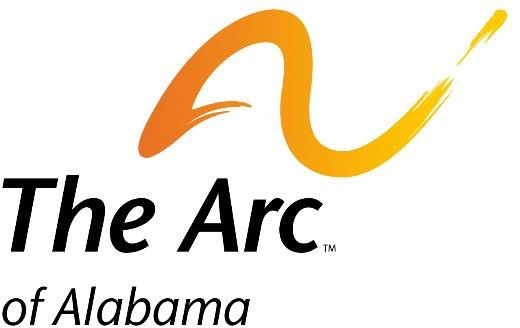 The Arc™
of Alabama